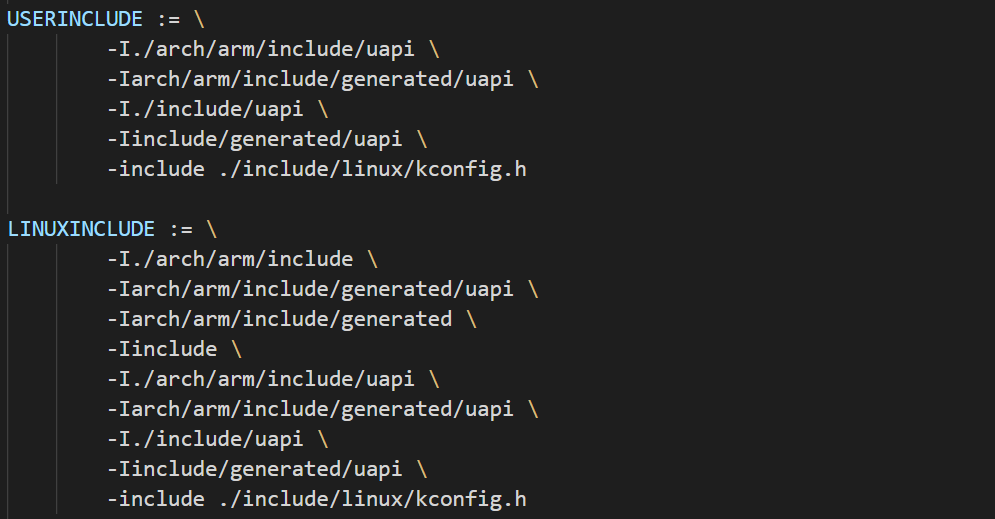 USERINCLUDE := \
-I./arch/arm/include/uapi \
-Iarch/arm/include/generated/uapi \
-I./include/uapi \
-Iinclude/generated/uapi \
-include ./include/linux/kconfig.h
LINUXINCLUDE := \
-I./arch/arm/include \
-Iarch/arm/include/generated/uapi \
-Iarch/arm/include/generated \
-Iinclude \
-I./arch/arm/include/uapi \
-Iarch/arm/include/generated/uapi \
-I./include/uapi \
-Iinclude/generated/uapi \
-include ./include/linux/kconfig.h